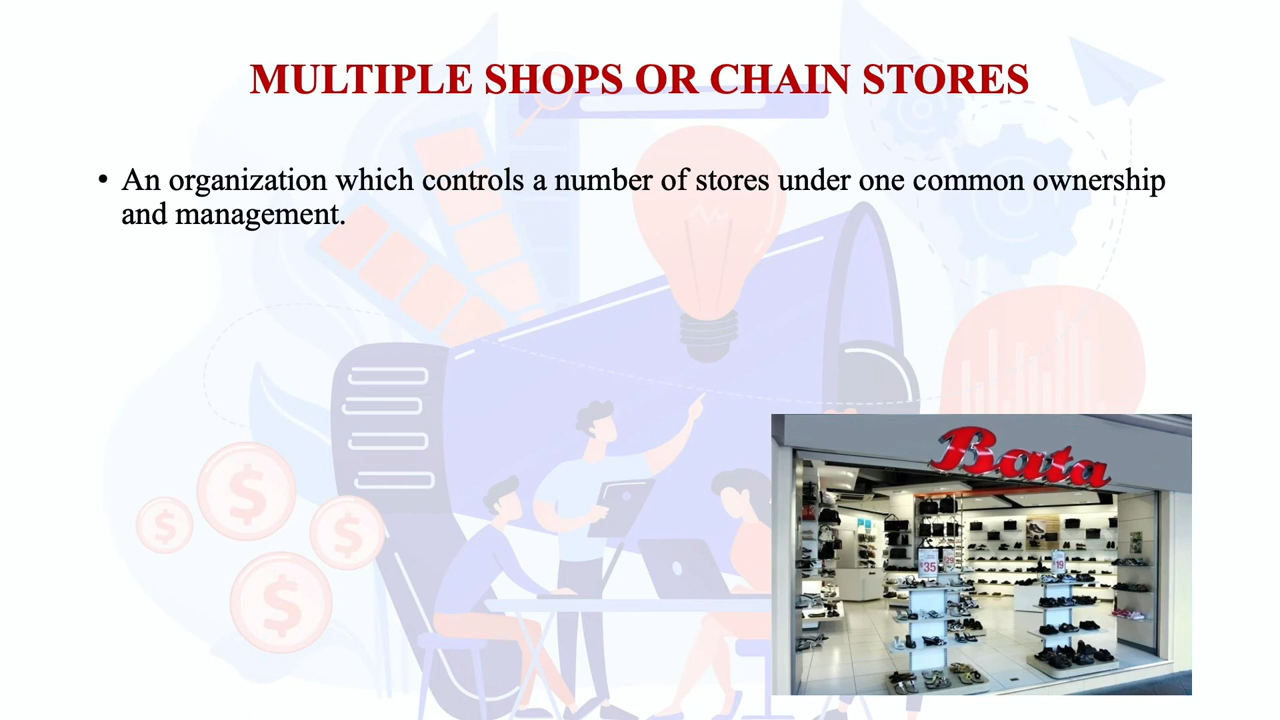 MULTIPLE SHOPS OR CHAIN STORES
• An organization which controls a number of stores under one common ownership
and management.
Bata
$35
$19